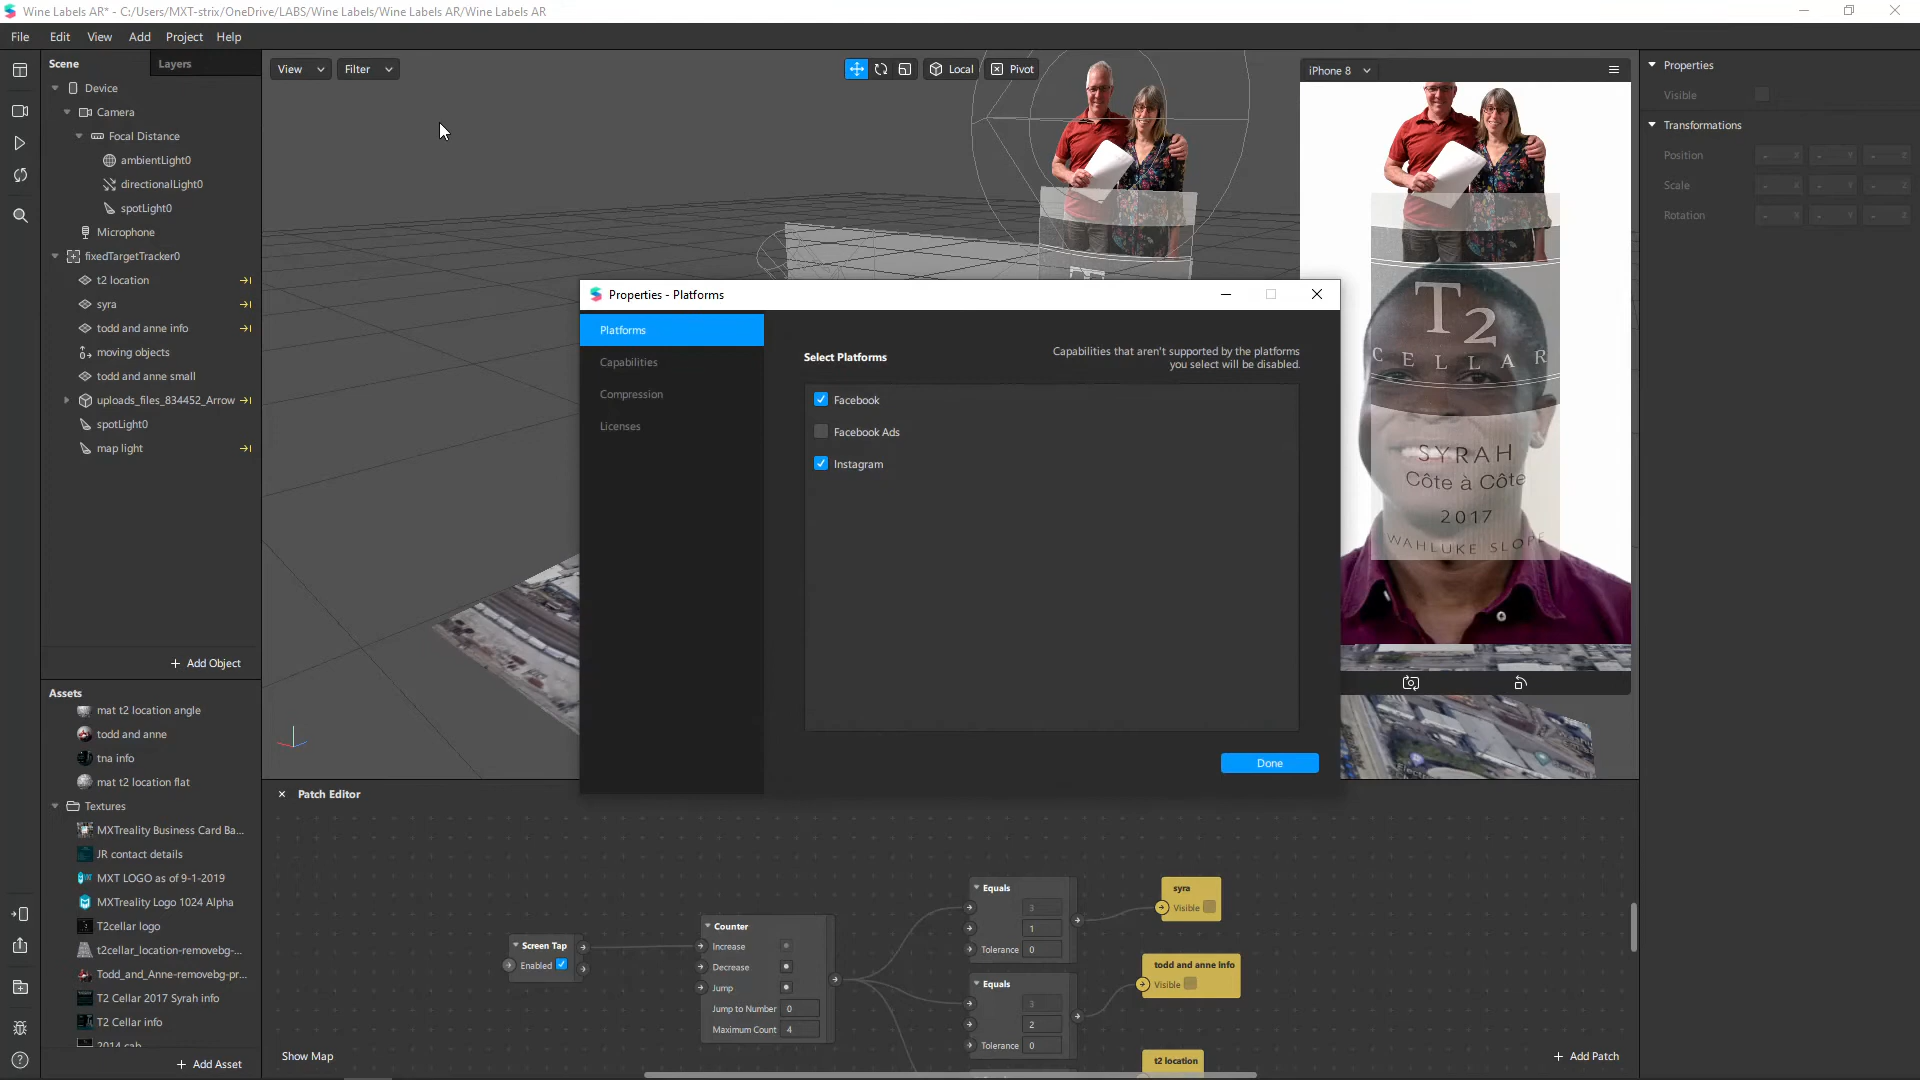 Wine Labels AR* - C:/Users/MXT-strix/OneDrive/LABS/Wine Labels/Wine Labels AR/Wine Labels AR
File Edit View Add Project Help
Scene Layers
Device
Camera
Focal Distance
ambientLight0
directionalLight0
spotLight0
Microphone
fixedTargetTracker0
t2 location
syra
todd and anne info
moving objects
todd and anne small
uploads_files_834452_Arrow
spotLight0
map light
+ Add Object
Assets
mat t2 location angle
todd and anne
tna info
mat t2 location flat
Textures
MXTreality Business Card Ba...
JR contact details
MXT LOGO as of 9-1-2019
MXTreality Logo 1024 Alpha
T2cellar logo
t2cellar_location-removebg-...
Todd_and_Anne-removebg-pr...
T2 Cellar 2017 Syrah info
T2 Cellar info
2014 cab
+ Add Asset
View Filter Local Pivot
Properties - Platforms
Platforms
Capabilities
Compression
Licenses
Select Platforms
Capabilities that aren't supported by the platforms
you select will be disabled.
Facebook
Facebook Ads
Instagram
Done
iPhone 8
T2
CELLAR
SYRAH
Côte à Côte
2017
WAHLUKE SLOPE
Properties
Visible
Transformations
Position - X - Y - Z
Scale - X - Y - Z
Rotation - X - Y - Z
Patch Editor
Screen Tap
Enabled
Counter
Increase
Decrease
Jump
Jump to Number 0
Maximum Count 4
Equals
3
1
Tolerance 0
Equals
3
2
Tolerance 0
syra
Visible
todd and anne info
Visible
t2 location
Show Map
+ Add Patch